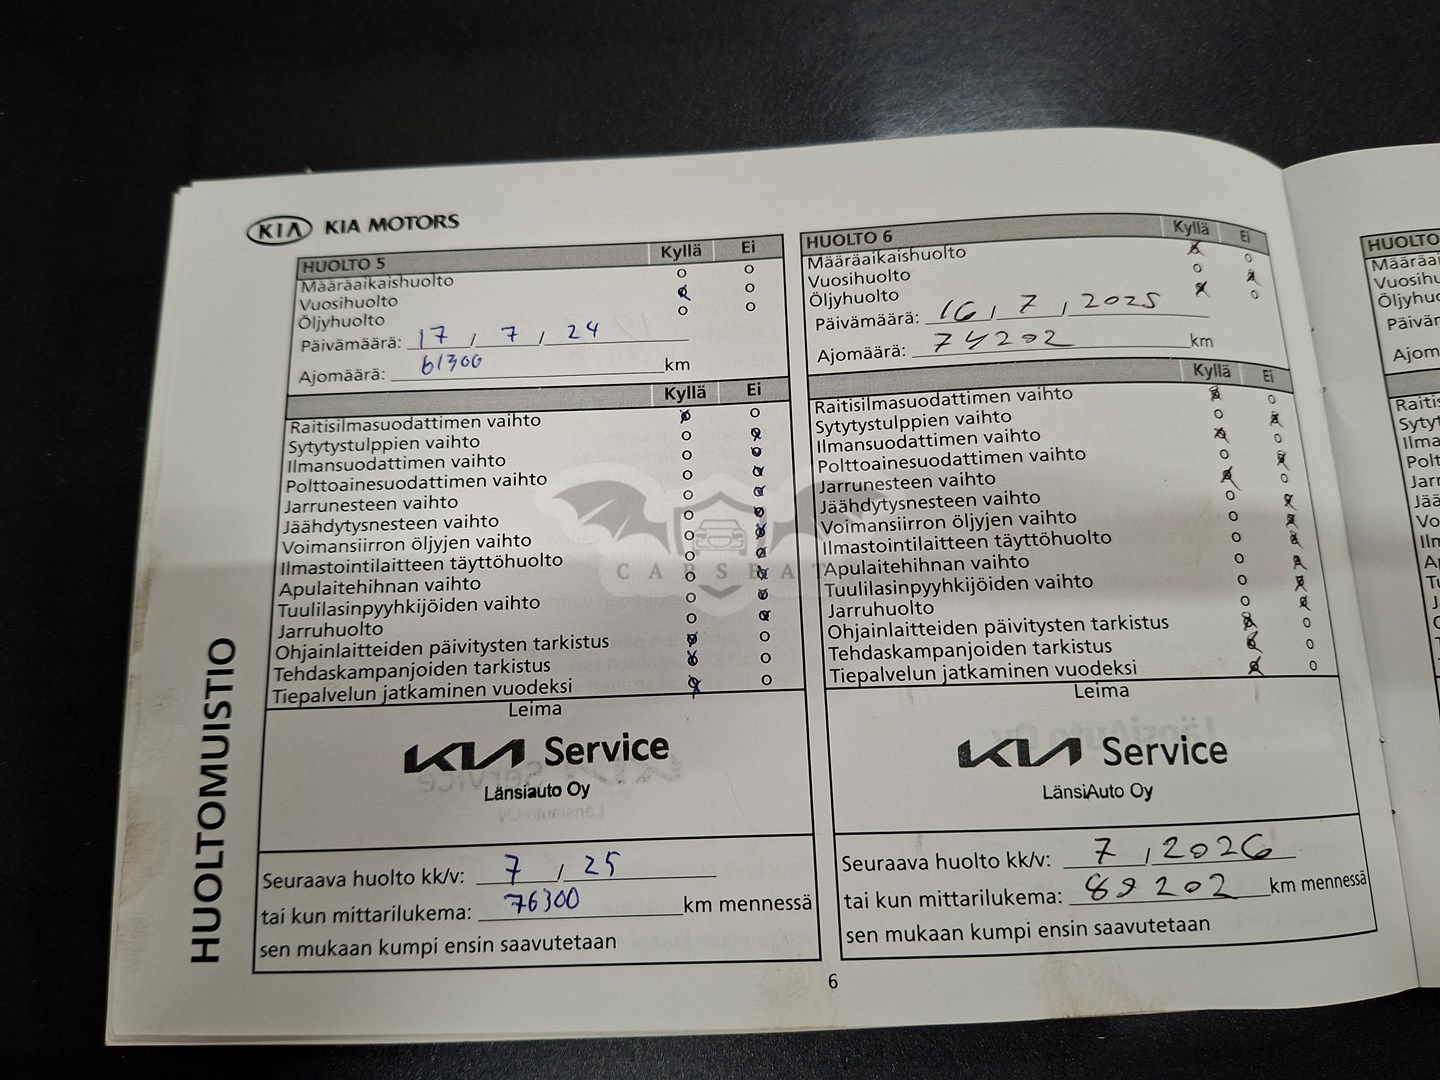 KIA KIA MOTORS
HUOLTOMUISTIO
HUOLTO 5 Kyllä Ei
Määräaikaishuolto o o
Vuosihuolto o
Öljyhuolto o o
Päivämäärä: 17 / 7 / 24
Ajomäärä: 61300 km
Kyllä Ei
Raitisilmasuodattimen vaihto o
Sytytystulppien vaihto o
Ilmansuodattimen vaihto o
Polttoainesuodattimen vaihto o
Jarrunesteen vaihto o
Jäähdytysnesteen vaihto o
Voimansiirron öljyjen vaihto o
Ilmastointilaitteen täyttöhuolto o
Apulaitehihnan vaihto o
Tuulilasinpyyhkijöiden vaihto o
Jarruhuolto o
Ohjainlaitteiden päivitysten tarkistus o
Tehdaskampanjoiden tarkistus o
Tiepalvelun jatkaminen vuodeksi o
Leima
KIA Service
Länsiauto Oy
Seuraava huolto kk/v: 7 / 25
tai kun mittarilukema: 76300 km mennessä
sen mukaan kumpi ensin saavutetaan
HUOLTO 6 Kyllä Ei
Määräaikaishuolto o
Vuosihuolto o
Öljyhuolto o
Päivämäärä: 16 / 7 / 2025
Ajomäärä: 74202 km
Kyllä Ei
Raitisilmasuodattimen vaihto o
Sytytystulppien vaihto o
Ilmansuodattimen vaihto o
Polttoainesuodattimen vaihto o
Jarrunesteen vaihto o
Jäähdytysnesteen vaihto o
Voimansiirron öljyjen vaihto o
Ilmastointilaitteen täyttöhuolto o
Apulaitehihnan vaihto o
Tuulilasinpyyhkijöiden vaihto o
Jarruhuolto o
Ohjainlaitteiden päivitysten tarkistus o
Tehdaskampanjoiden tarkistus o
Tiepalvelun jatkaminen vuodeksi o
Leima
KIA Service
LänsiAuto Oy
Seuraava huolto kk/v: 7 / 2026
tai kun mittarilukema: 89202 km mennessä
sen mukaan kumpi ensin saavutetaan
6
CARSEAT
HUOLTO